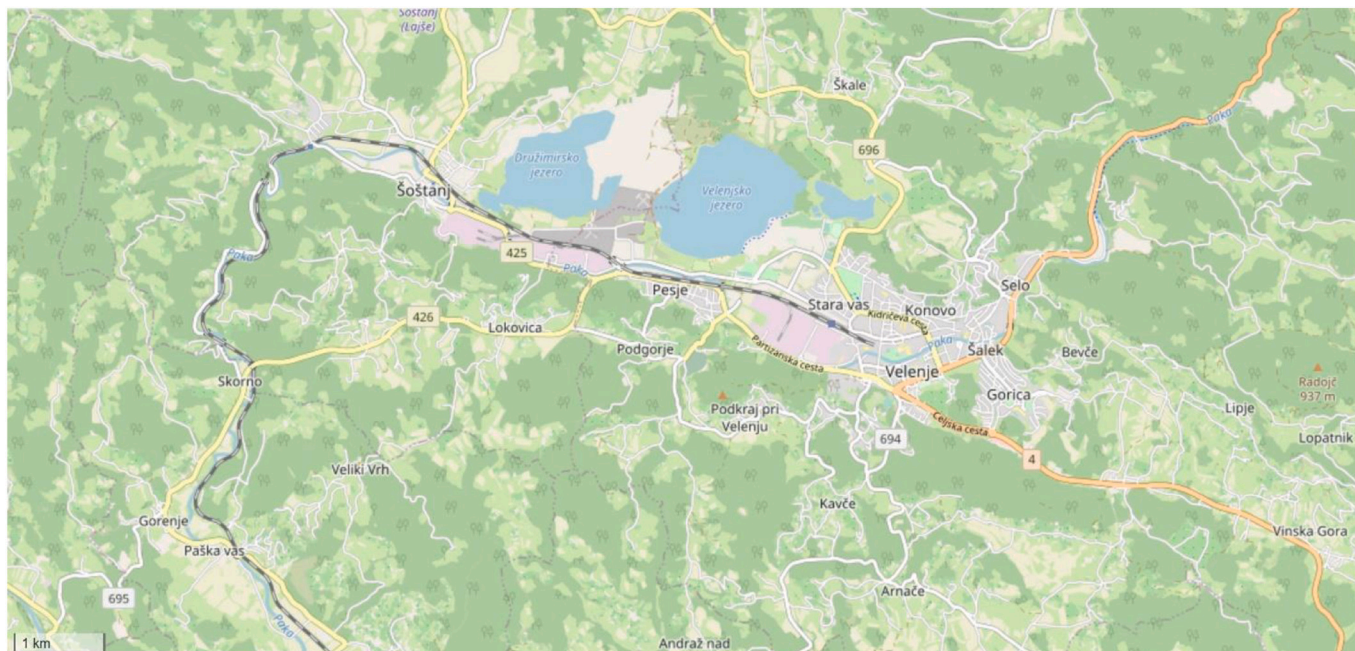 Šoštanj
(Lajše)
Škale
Paka
696
Družmirsko
jezero
Velenjsko
jezero
Šoštanj
Paka
425
Paka
Pesje
Selo
Stara vas
Konovo
Kidričeva cesta
426
Lokovica
Podgorje
Partizanska cesta
Paka
Šalek
Bevče
Skorno
Velenje
Radojč
937 m
Gorica
Podkraj pri
Velenju
Lipje
Celjska cesta
694
Lopatnik
4
Veliki Vrh
Kavče
Gorenje
Vinska Gora
Paška vas
695
Arnače
Paka
1 km
Andraž nad